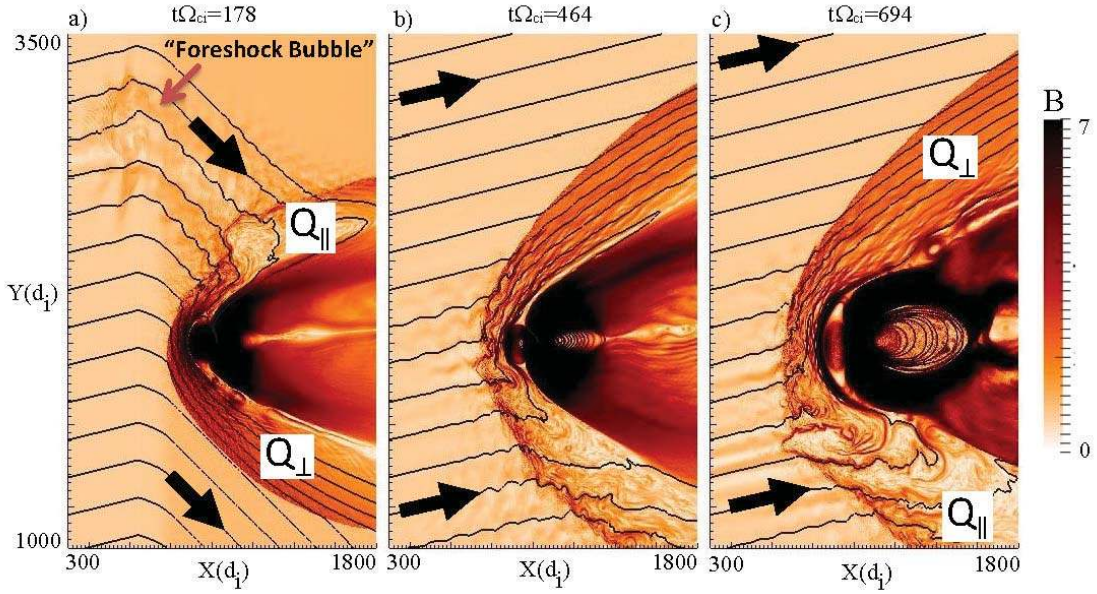 a) tΩci=178
b) tΩci=464
c) tΩci=694
3500
“Foreshock Bubble”
B
7
Q⊥
Q∥
Y(di)
Q⊥
0
Q∥
1000
300
1800
300
1800
300
1800
X(di)
X(di)
X(di)